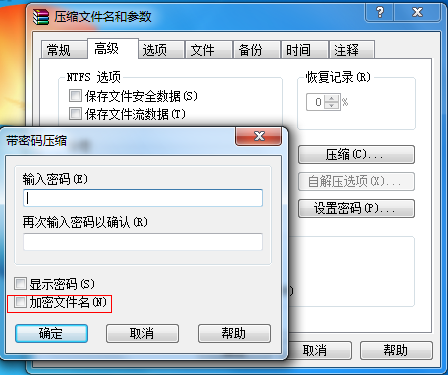 压缩文件名和参数
常规 高级 选项 文件 备份 时间 注释
NTFS 选项
保存文件安全数据(S)
保存文件流数据(T)
恢复记录(R)
0 %
压缩(C)...
自解压选项(X)...
设置密码(P)...
带密码压缩
输入密码(E)
再次输入密码以确认(R)
显示密码(S)
加密文件名(N)
确定 取消 帮助
取消 帮助